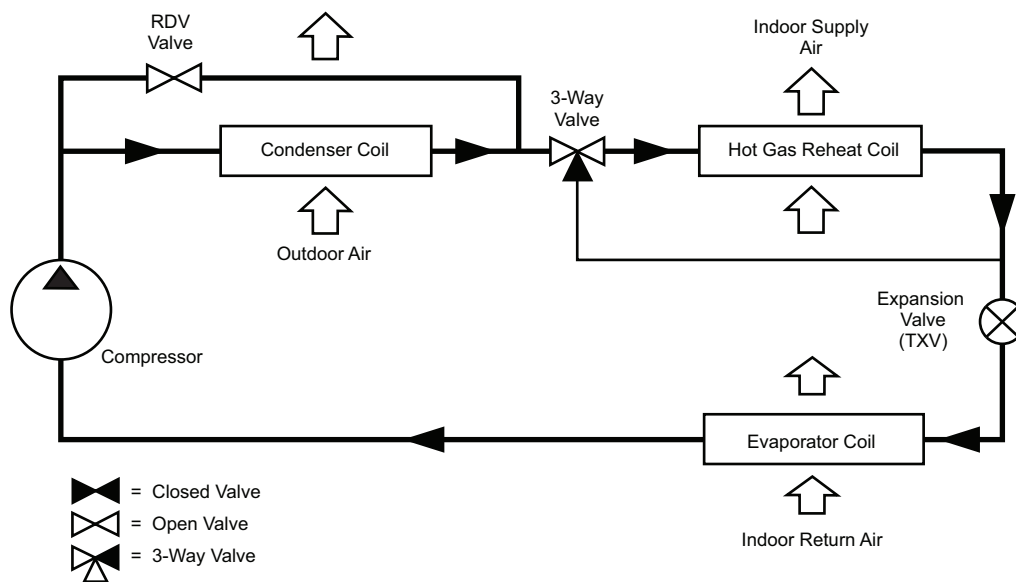 RDV
Valve
Indoor Supply
Air
3-Way
Valve
Condenser Coil
Hot Gas Reheat Coil
Outdoor Air
Expansion
Valve
(TXV)
Compressor
Evaporator Coil
= Closed Valve
= Open Valve
= 3-Way Valve
Indoor Return Air